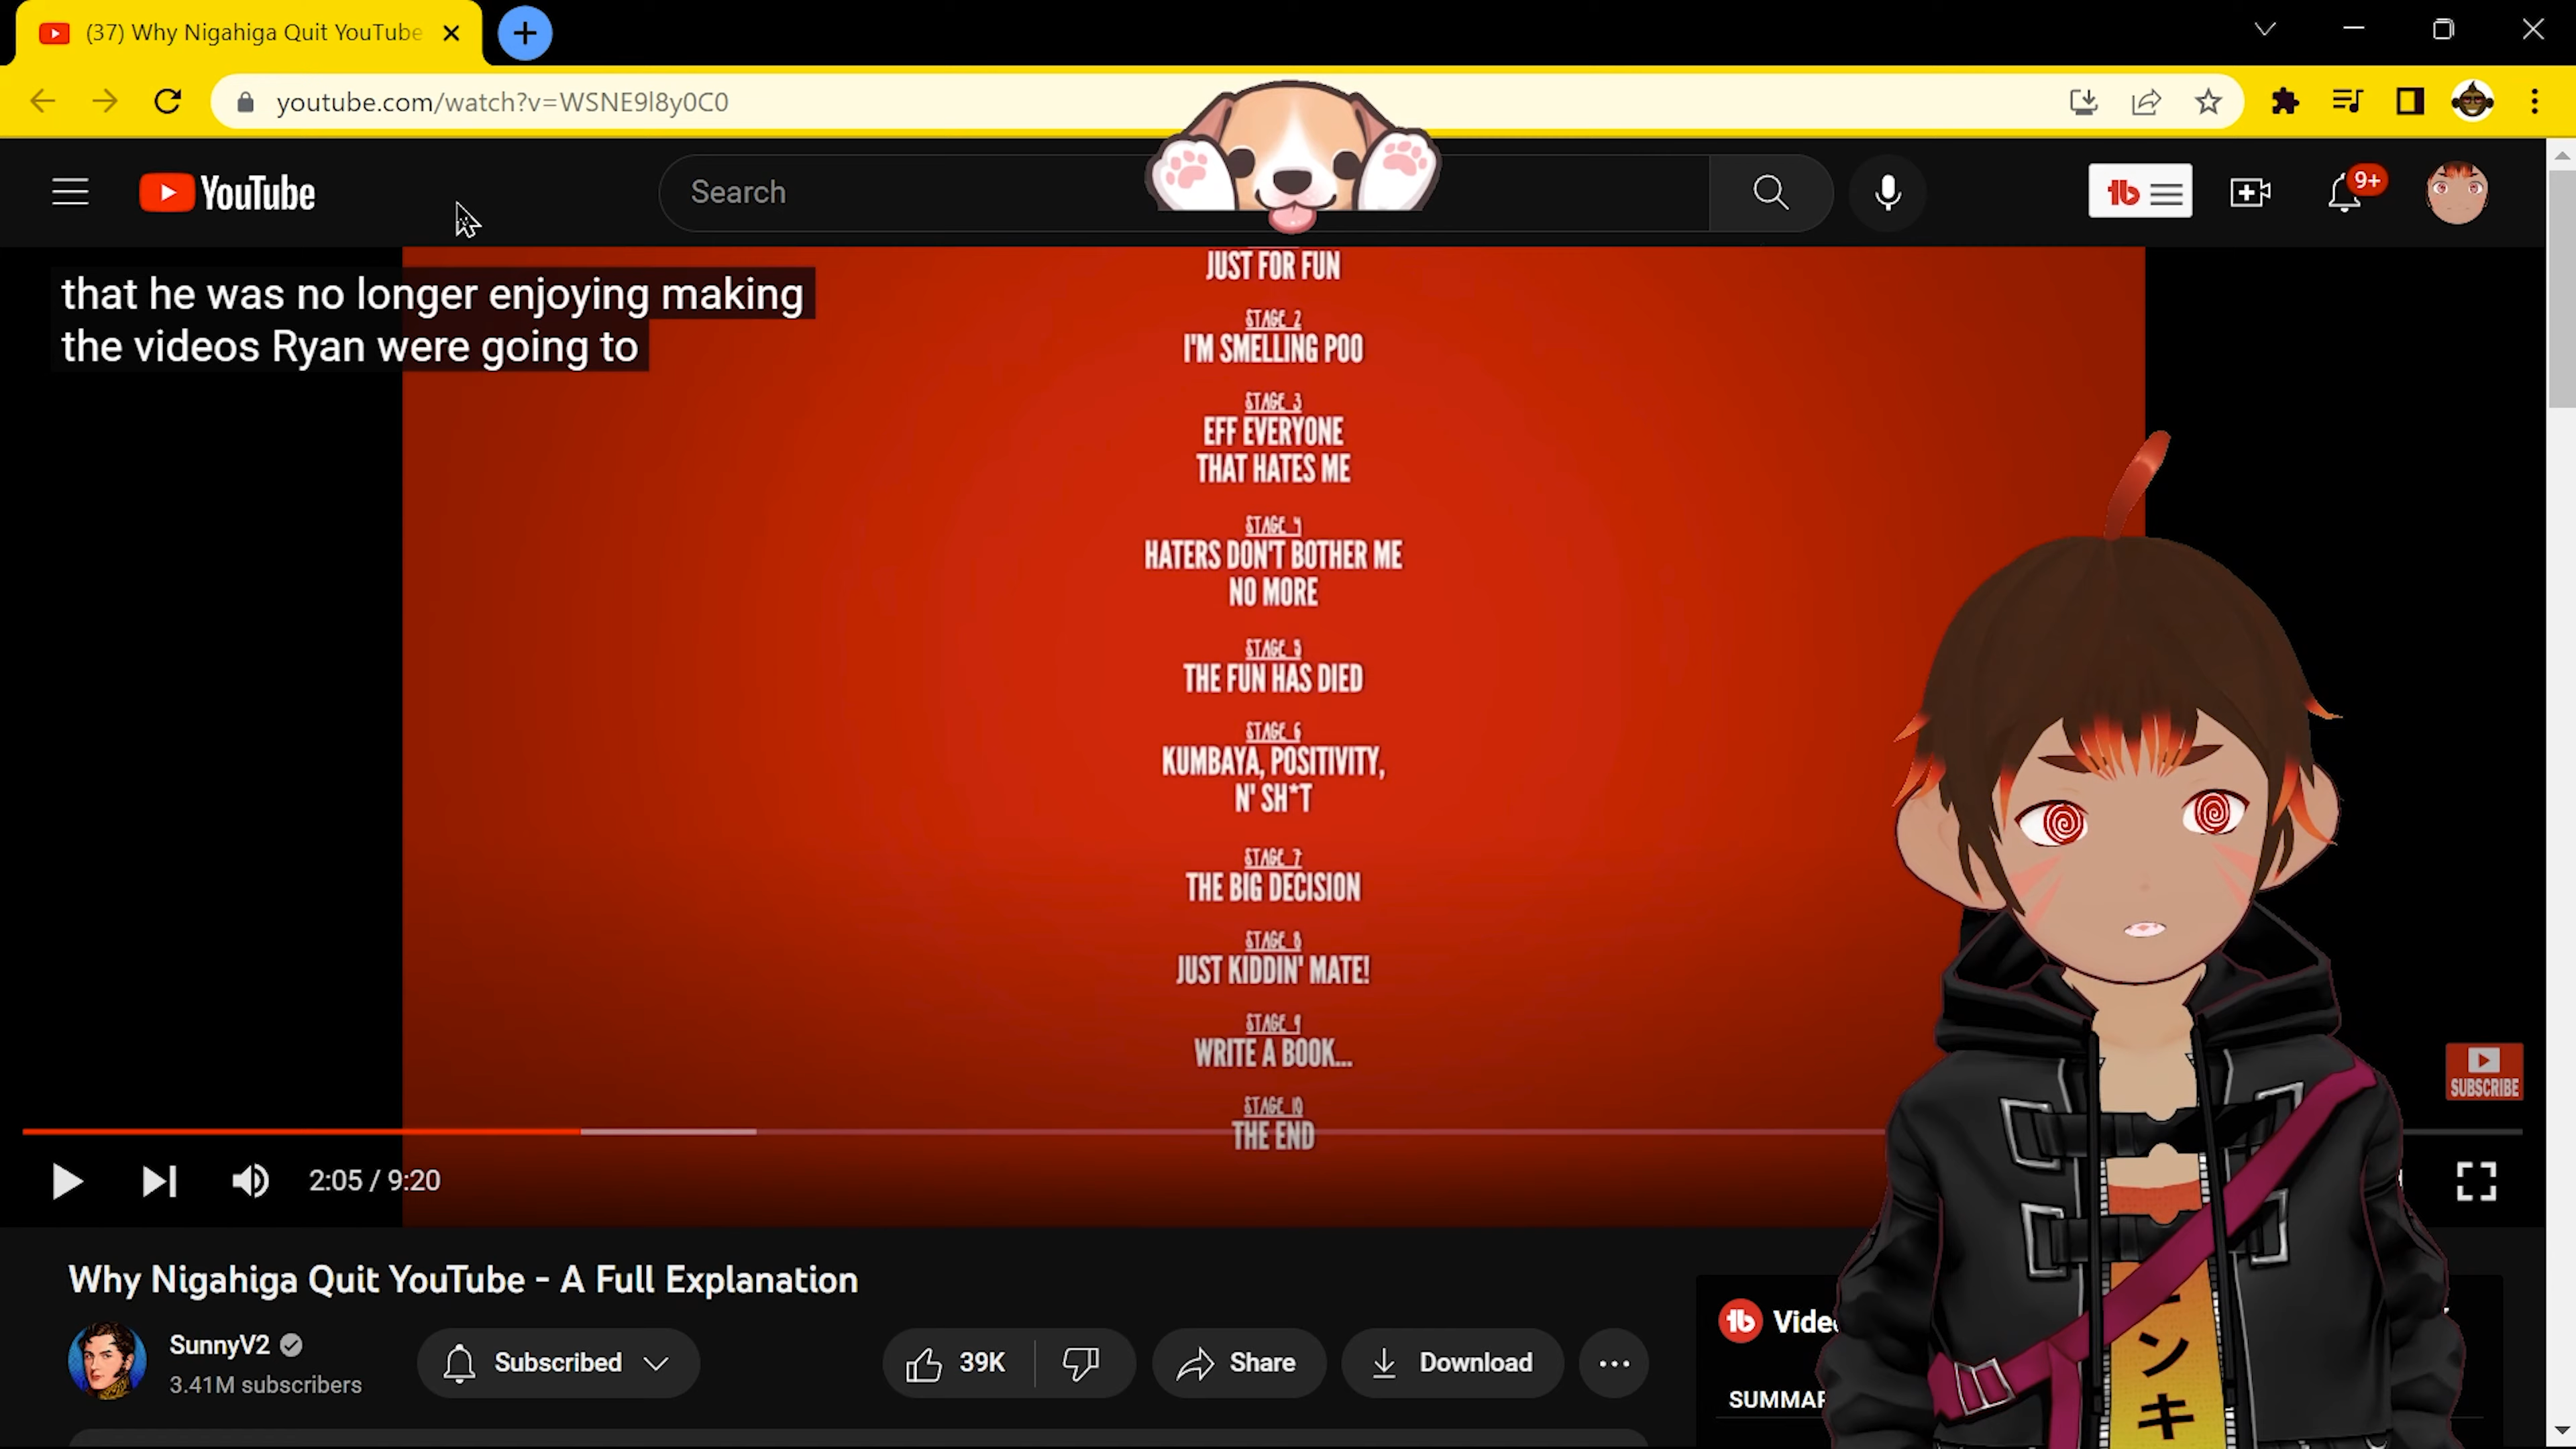 (37) Why Nigahiga Quit YouTube
youtube.com/watch?v=WSNE9l8y0C0
YouTube
Search
9+
that he was no longer enjoying making
the videos Ryan were going to
JUST FOR FUN
STAGE 2
I'M SMELLING POO
STAGE 3
EFF EVERYONE
THAT HATES ME
STAGE 4
HATERS DON'T BOTHER ME
NO MORE
STAGE 5
THE FUN HAS DIED
STAGE 6
KUMBAYA, POSITIVITY,
N' SH*T
STAGE 7
THE BIG DECISION
STAGE 8
JUST KIDDIN' MATE!
STAGE 9
WRITE A BOOK...
STAGE 10
THE END
SUBSCRIBE
2:05 / 9:20
Why Nigahiga Quit YouTube - A Full Explanation
SunnyV2
3.41M subscribers
Subscribed
39K
Share
Download
ンキ